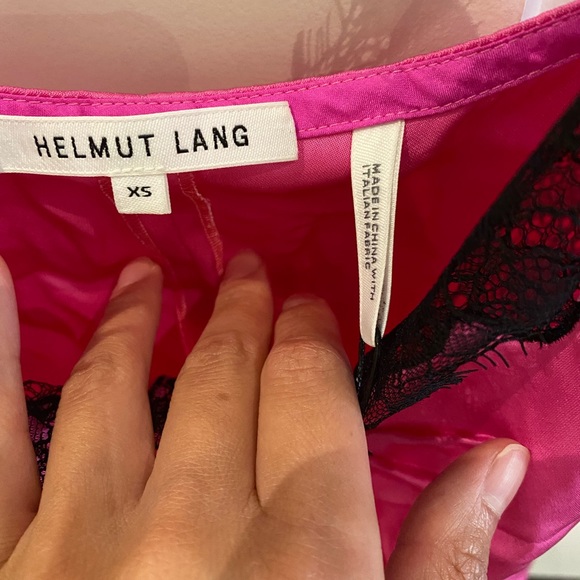 HELMUT LANG
XS
MADE IN CHINA WITH
ITALIAN FABRIC